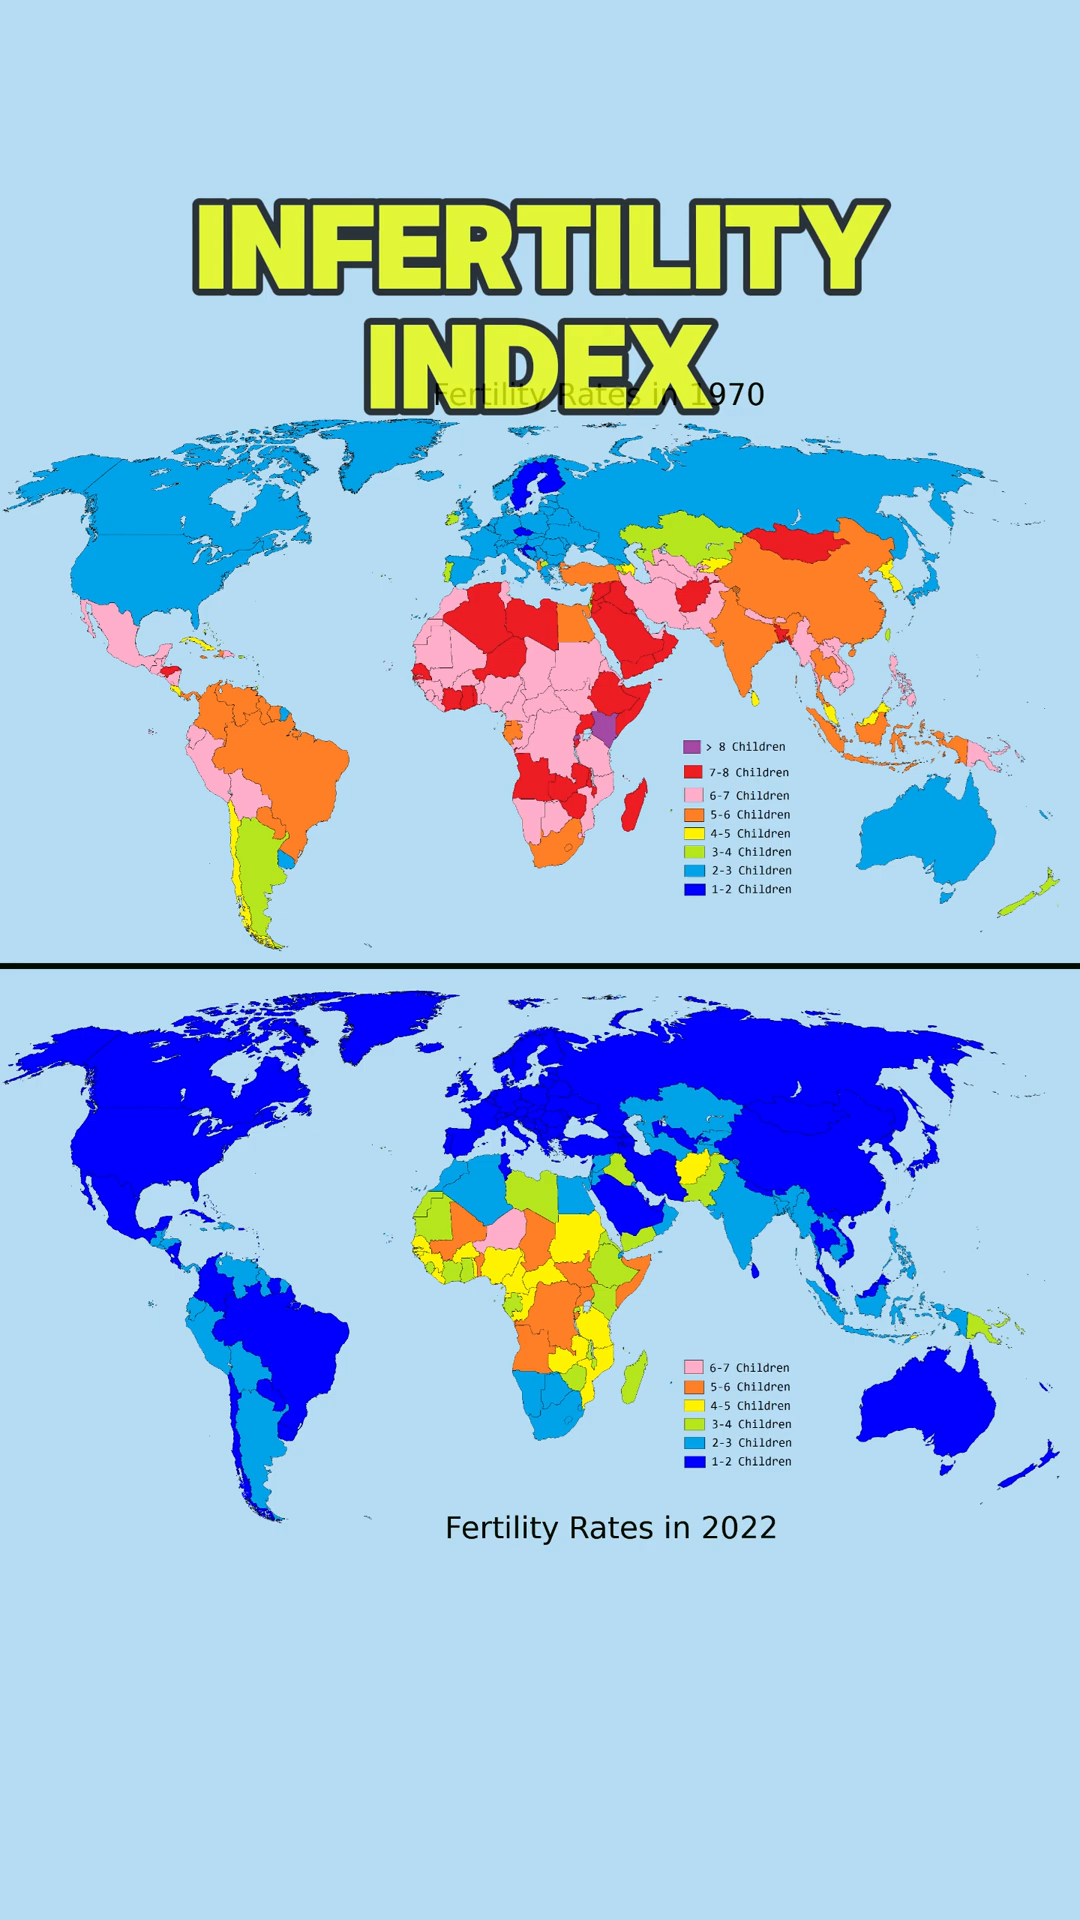 INFERTILITY
INDEX
Fertility Rates in 1970
> 8 Children
7-8 Children
6-7 Children
5-6 Children
4-5 Children
3-4 Children
2-3 Children
1-2 Children
6-7 Children
5-6 Children
4-5 Children
3-4 Children
2-3 Children
1-2 Children
Fertility Rates in 2022